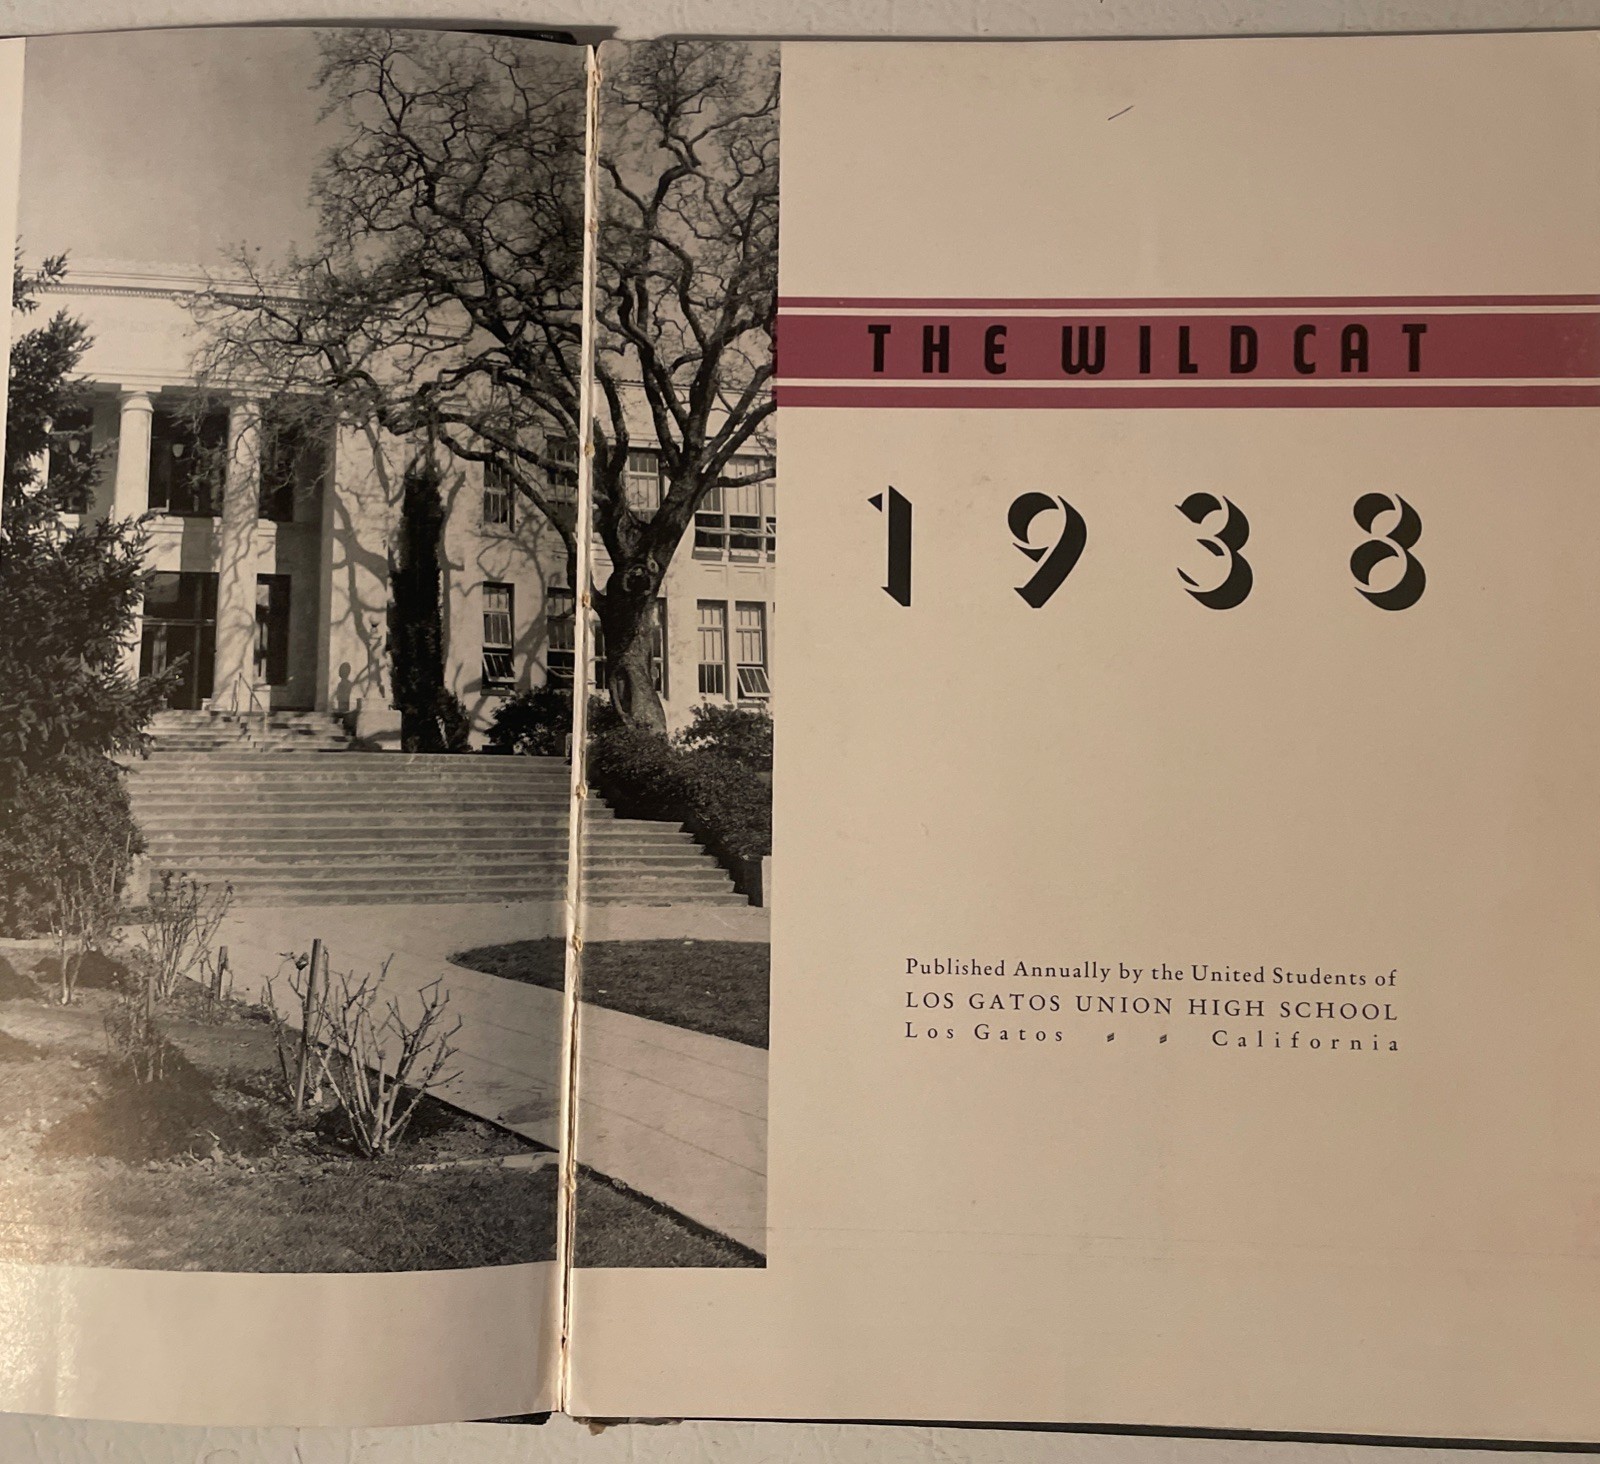 THE WILDCAT
1938
Published Annually by the United Students of
LOS GATOS UNION HIGH SCHOOL
Los Gatos California